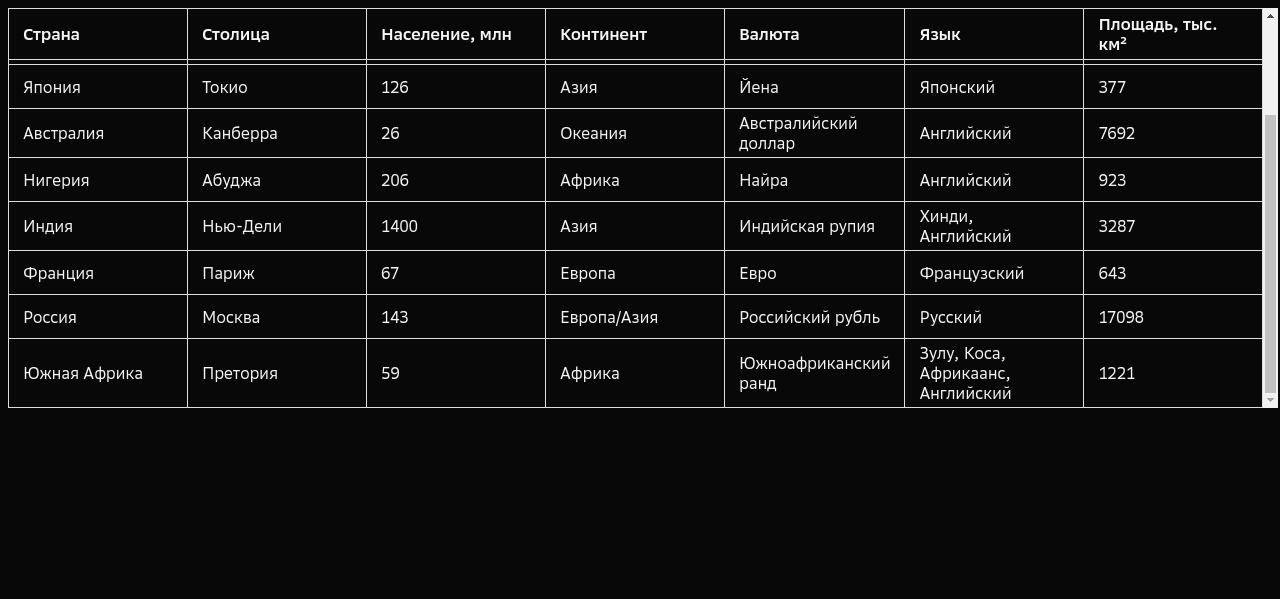 Страна Столица Население, млн Континент Валюта Язык Площадь, тыс. км²
Япония Токио 126 Азия Йена Японский 377
Австралия Канберра 26 Океания Австралийский доллар Английский 7692
Нигерия Абуджа 206 Африка Найра Английский 923
Индия Нью-Дели 1400 Азия Индийская рупия Хинди, Английский 3287
Франция Париж 67 Европа Евро Французский 643
Россия Москва 143 Европа/Азия Российский рубль Русский 17098
Южная Африка Претория 59 Африка Южноафриканский ранд Зулу, Коса, Африкаанс, Английский 1221